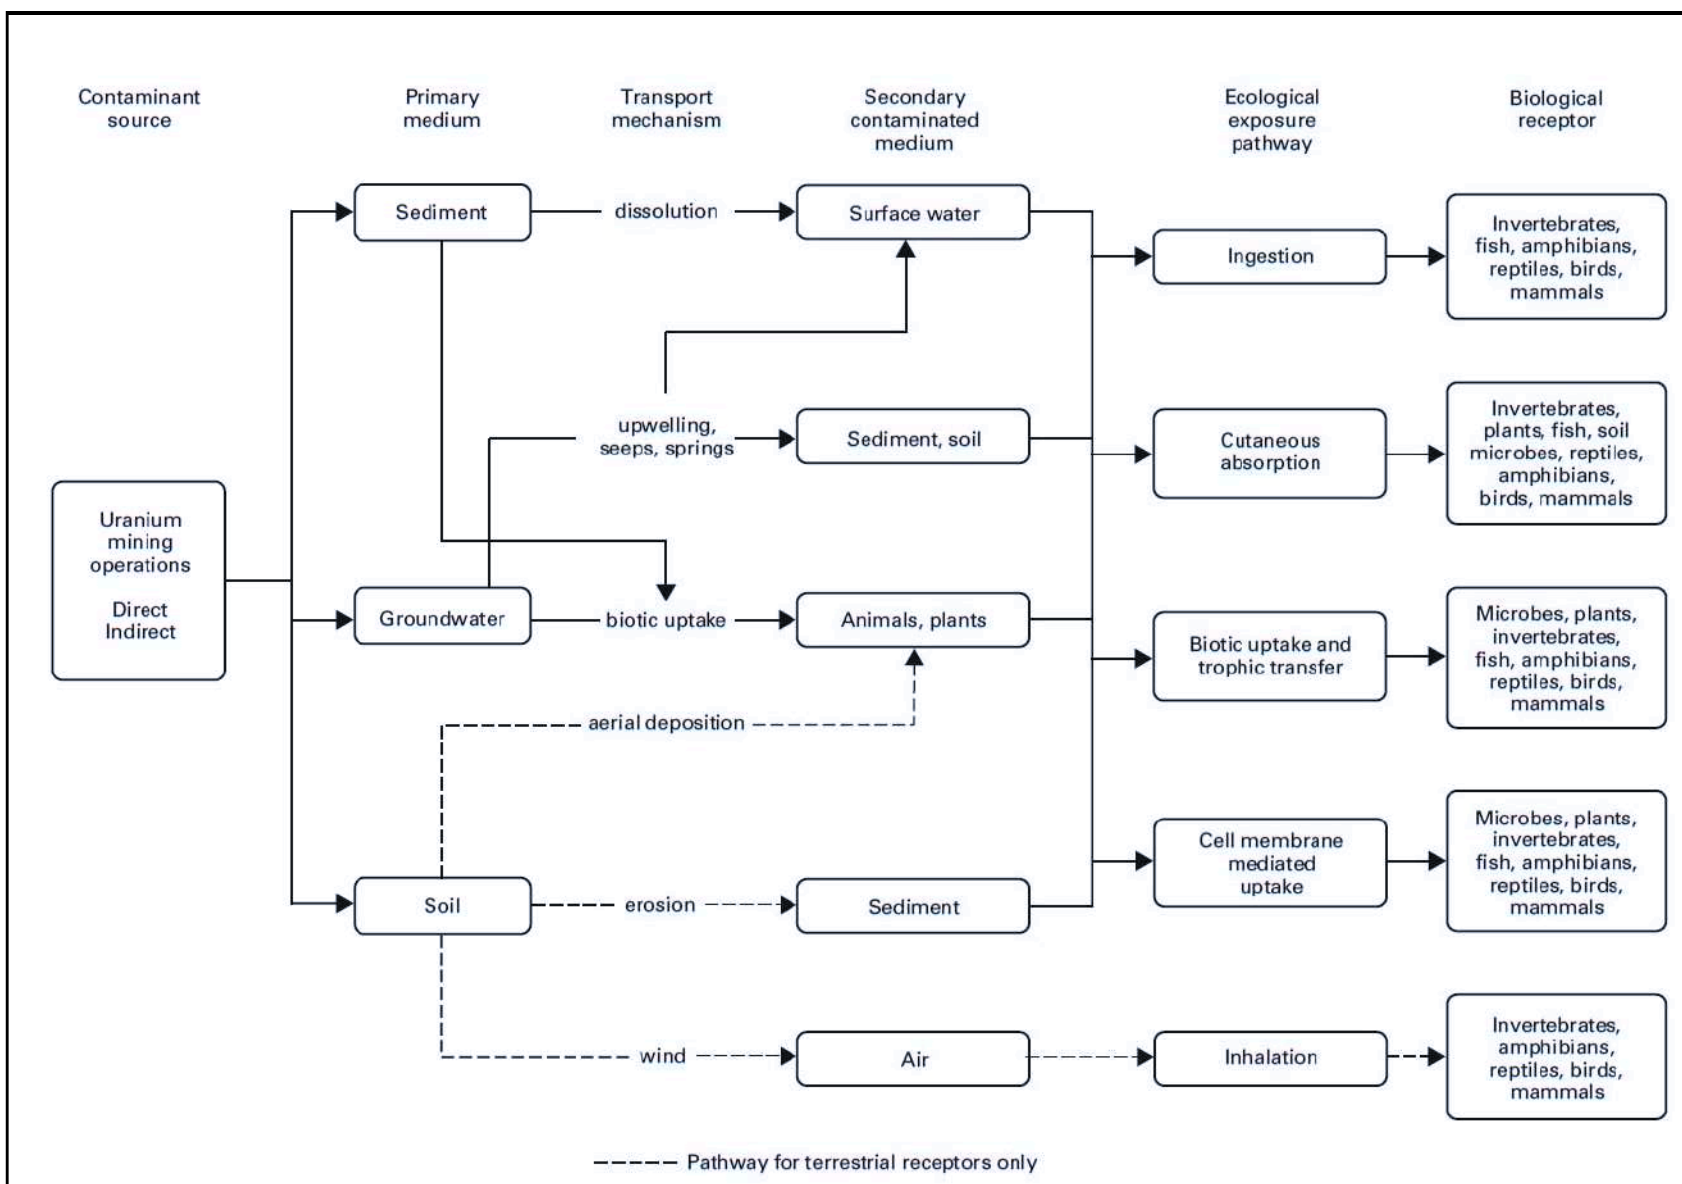 Contaminant
source
Primary
medium
Transport
mechanism
Secondary
contaminated
medium
Ecological
exposure
pathway
Biological
receptor
Sediment
dissolution
Surface water
Ingestion
Invertebrates,
fish, amphibians,
reptiles, birds,
mammals
upwelling,
seeps, springs
Sediment, soil
Cutaneous
absorption
Invertebrates,
plants, fish, soil
microbes, reptiles,
amphibians,
birds, mammals
Uranium
mining
operations
Direct
Indirect
Groundwater
biotic uptake
Animals, plants
Biotic uptake and
trophic transfer
Microbes, plants,
invertebrates,
fish, amphibians,
reptiles, birds,
mammals
aerial deposition
Soil
erosion
Sediment
Cell membrane
mediated
uptake
Microbes, plants,
invertebrates,
fish, amphibians,
reptiles, birds,
mammals
wind
Air
Inhalation
Invertebrates,
amphibians,
reptiles, birds,
mammals
Pathway for terrestrial receptors only